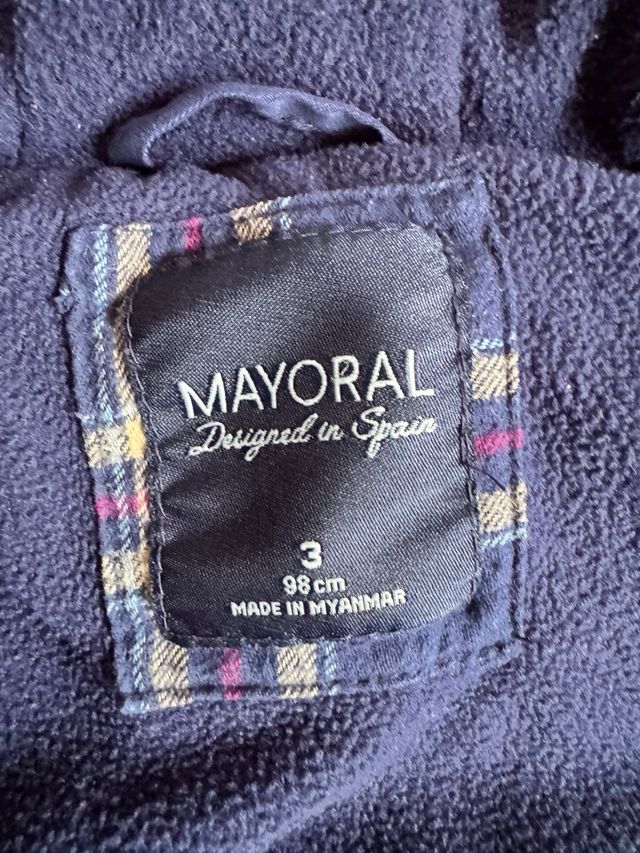 MAYORAL
Designed in Spain
3
98 cm
MADE IN MYANMAR